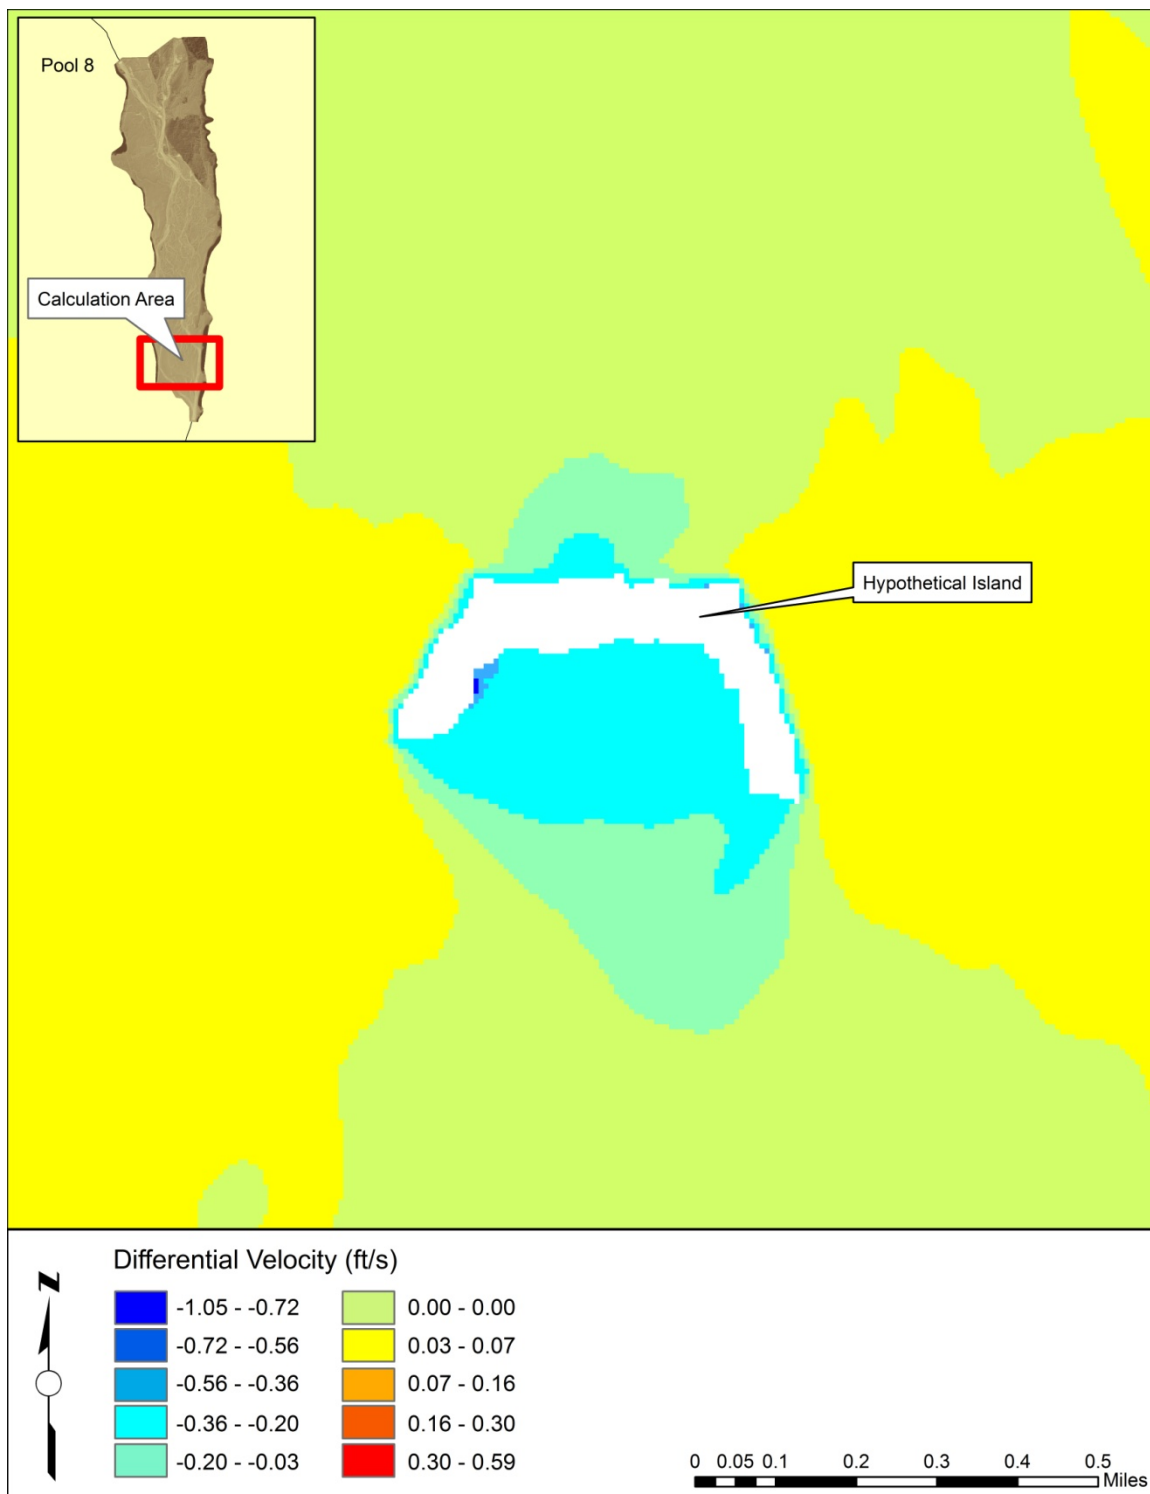 Pool 8
Calculation Area
Hypothetical Island
Differential Velocity (ft/s)
-1.05 - -0.72
-0.72 - -0.56
-0.56 - -0.36
-0.36 - -0.20
-0.20 - -0.03
0.00 - 0.00
0.03 - 0.07
0.07 - 0.16
0.16 - 0.30
0.30 - 0.59
N
0 0.05 0.1 0.2 0.3 0.4 0.5
Miles